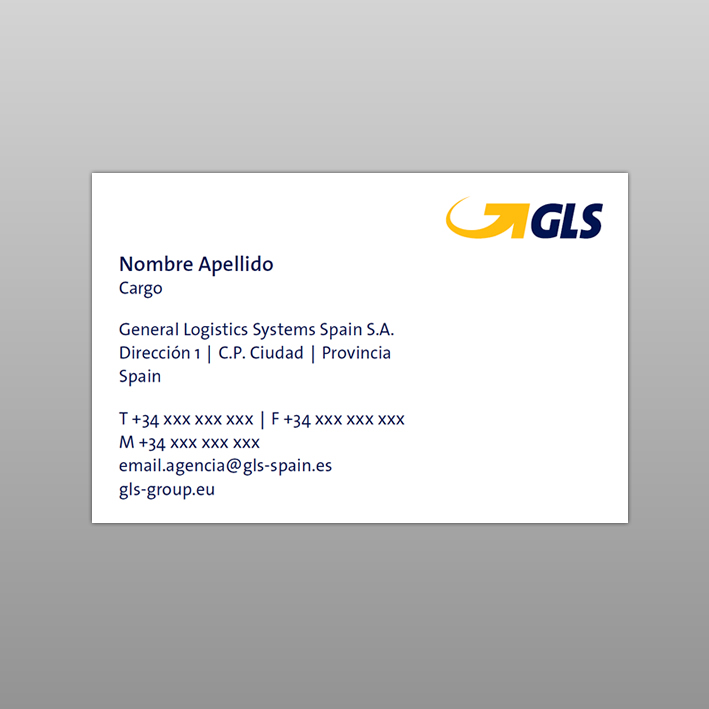 GLS
Nombre Apellido
Cargo
General Logistics Systems Spain S.A.
Dirección 1 | C.P. Ciudad | Provincia
Spain
T +34 xxx xxx xxx | F +34 xxx xxx xxx
M +34 xxx xxx xxx
email.agencia@gls-spain.es
gls-group.eu